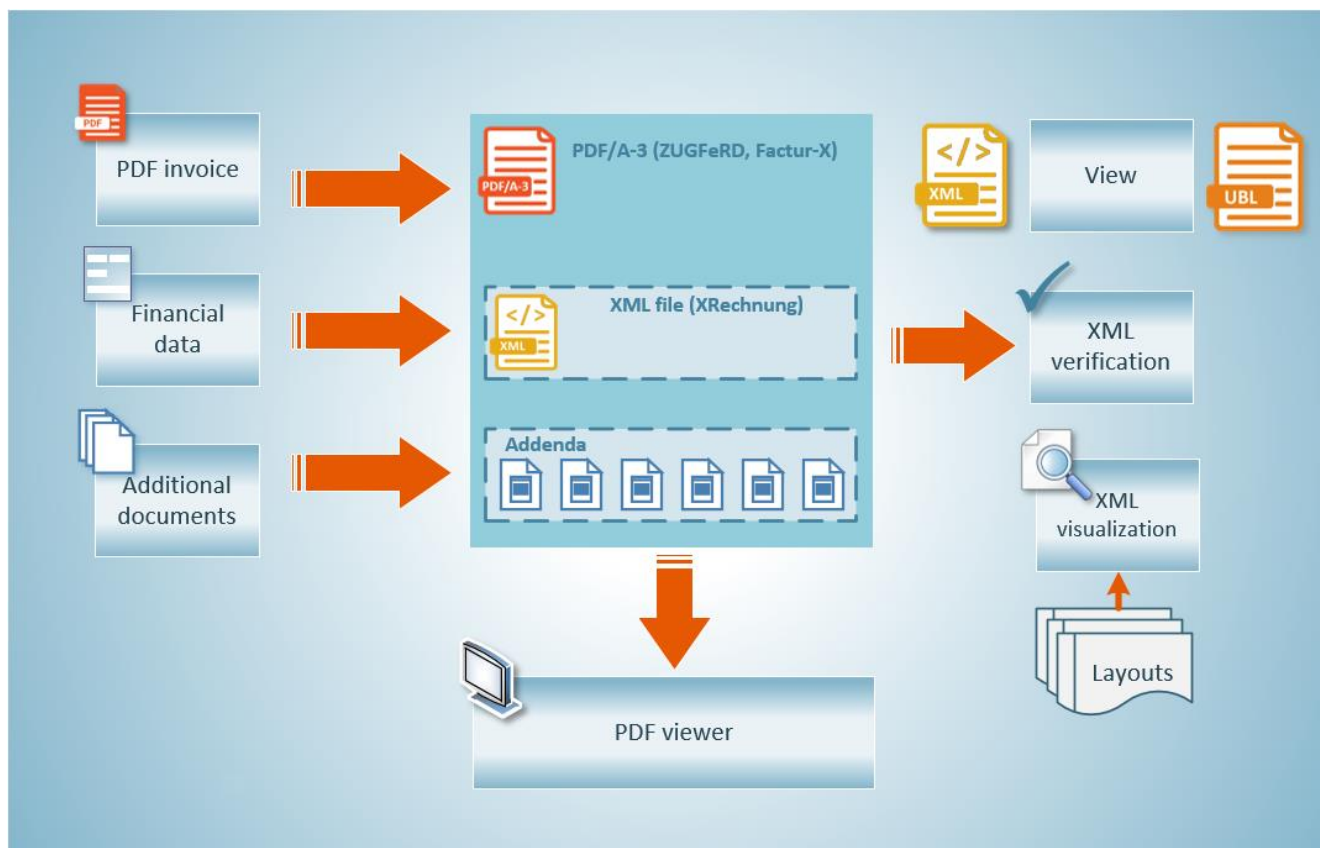 PDF
PDF invoice
Financial
data
Additional
documents
PDF/A-3 (ZUGFeRD, Factur-X)
PDF/A-3
XML file (XRechnung)
</>
XML
Addenda
PDF viewer
</>
XML
View
UBL
XML
verification
XML
visualization
Layouts